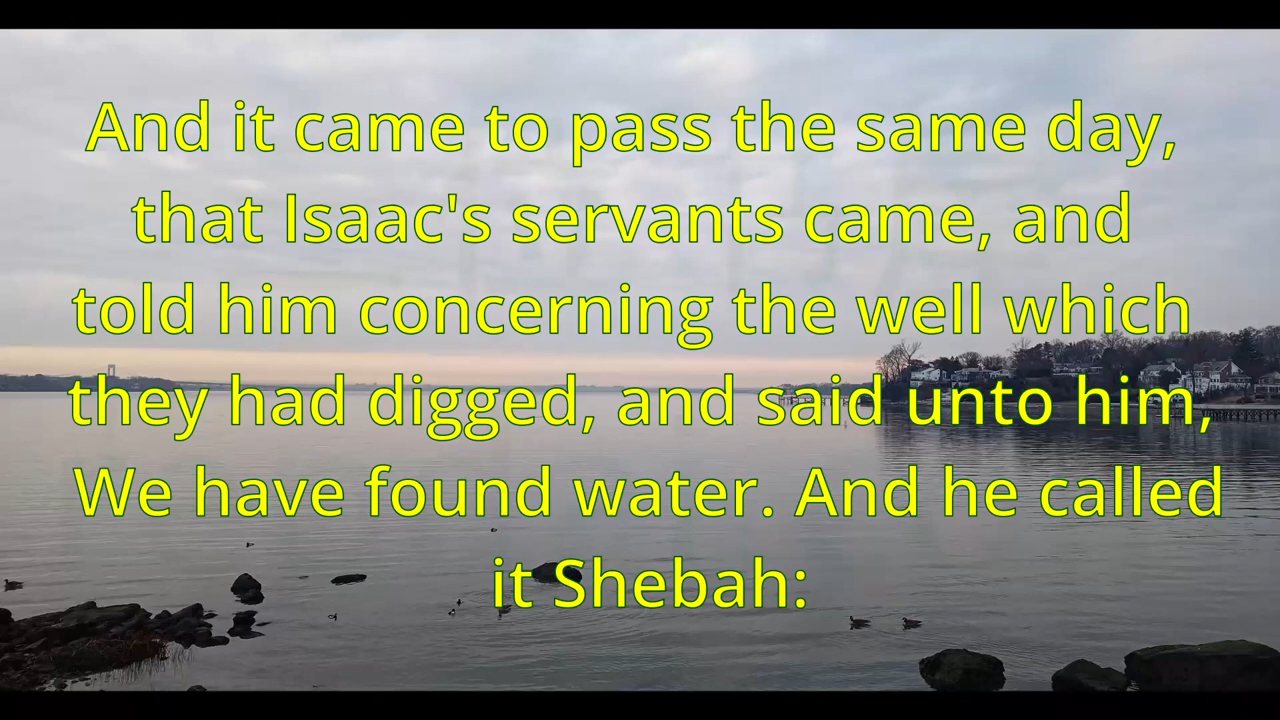 And it came to pass the same day,
that Isaac's servants came, and
told him concerning the well which
they had digged, and said unto him,
We have found water. And he called
it Shebah: